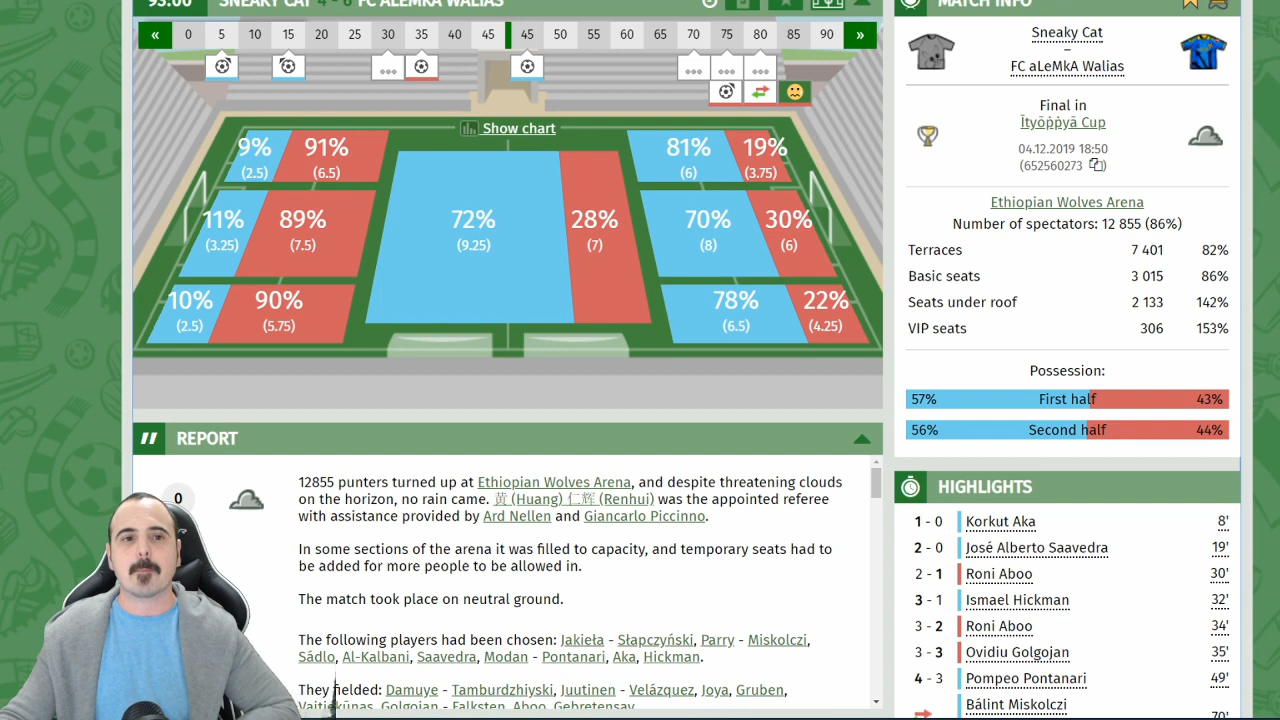 93:00 SNEAKY CAT 4 - 6 FC ALEMKA WALIAS
« 0 5 10 15 20 25 30 35 40 45 45 70 75 80 85 90 »
Show chart
9% 91% 81% 19%
(2.5) (6.5) (6) (3.75)
11% 89% 72% 28% 70% 30%
(3.25) (7.5) (9.25) (7) (8) (6)
10% 90% 78% 22%
(2.5) (5.75) (6.5) (4.25)
REPORT
0
12855 punters turned up at Ethiopian Wolves Arena, and despite threatening clouds
on the horizon, no rain came. 黄 (Huang) 仁辉 (Renhui) was the appointed referee
with assistance provided by Ard Nellen and Giancarlo Piccinno.
In some sections of the arena it was filled to capacity, and temporary seats had to
be added for more people to be allowed in.
The match took place on neutral ground.
The following players had been chosen: Jakieła - Słapczyński, Parry - Miskolczi,
Sádlo, Al-Kalbani, Saavedra, Modan - Pontanari, Aka, Hickman.
They fielded: Damuye - Tamburdzhiyski, Juutinen - Velázquez, Joya, Gruben,
Vaitiekūnas, Golgojan - Falksten, Aboo, Gebretensay.
MATCH INFO
Sneaky Cat
–
FC aLeMkA Walias
Final in
Ītyōṗṗyā Cup
04.12.2019 18:50
(652560273)
Ethiopian Wolves Arena
Number of spectators: 12 855 (86%)
Terraces 7 401 82%
Basic seats 3 015 86%
Seats under roof 2 133 142%
VIP seats 306 153%
Possession:
57% First half 43%
56% Second half 44%
HIGHLIGHTS
1 - 0 Korkut Aka 8'
2 - 0 José Alberto Saavedra 19'
2 - 1 Roni Aboo 30'
3 - 1 Ismael Hickman 32'
3 - 2 Roni Aboo 34'
3 - 3 Ovidiu Golgojan 35'
4 - 3 Pompeo Pontanari 49'
Bálint Miskolczi 70'